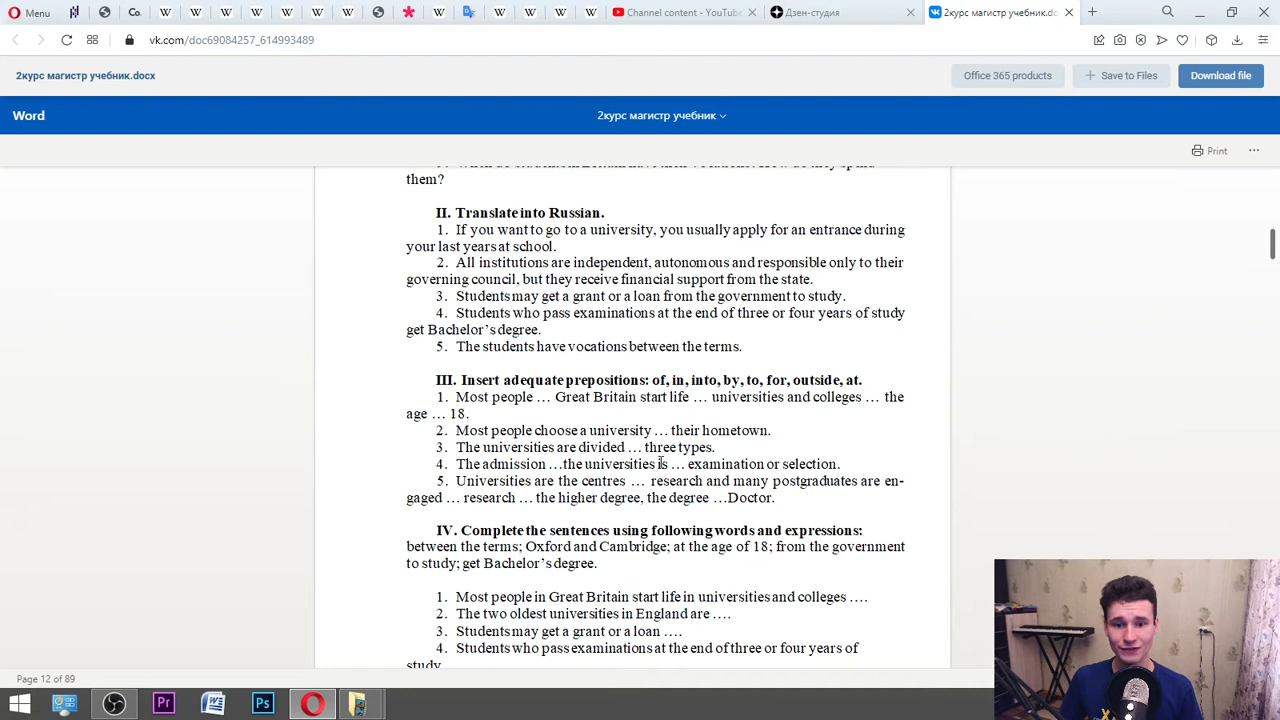 Menu
Co.
Channel content - YouTube
Дзен-студия
2курс магистр учебник.do
vk.com/doc69084257_614993489
2курс магистр учебник.docx
Office 365 products
Save to Files
Download file
Word
2курс магистр учебник
Print
them?
II. Translate into Russian.
1. If you want to go to a university, you usually apply for an entrance during
your last years at school.
2. All institutions are independent, autonomous and responsible only to their
governing council, but they receive financial support from the state.
3. Students may get a grant or a loan from the government to study.
4. Students who pass examinations at the end of three or four years of study
get Bachelor’s degree.
5. The students have vocations between the terms.
III. Insert adequate prepositions: of, in, into, by, to, for, outside, at.
1. Most people … Great Britain start life … universities and colleges … the
age … 18.
2. Most people choose a university … their hometown.
3. The universities are divided … three types.
4. The admission …the universities is … examination or selection.
5. Universities are the centres … research and many postgraduates are en-
gaged … research … the higher degree, the degree …Doctor.
IV. Complete the sentences using following words and expressions:
between the terms; Oxford and Cambridge; at the age of 18; from the government
to study; get Bachelor’s degree.
1. Most people in Great Britain start life in universities and colleges ….
2. The two oldest universities in England are ….
3. Students may get a grant or a loan ….
4. Students who pass examinations at the end of three or four years of
study
Page 12 of 89